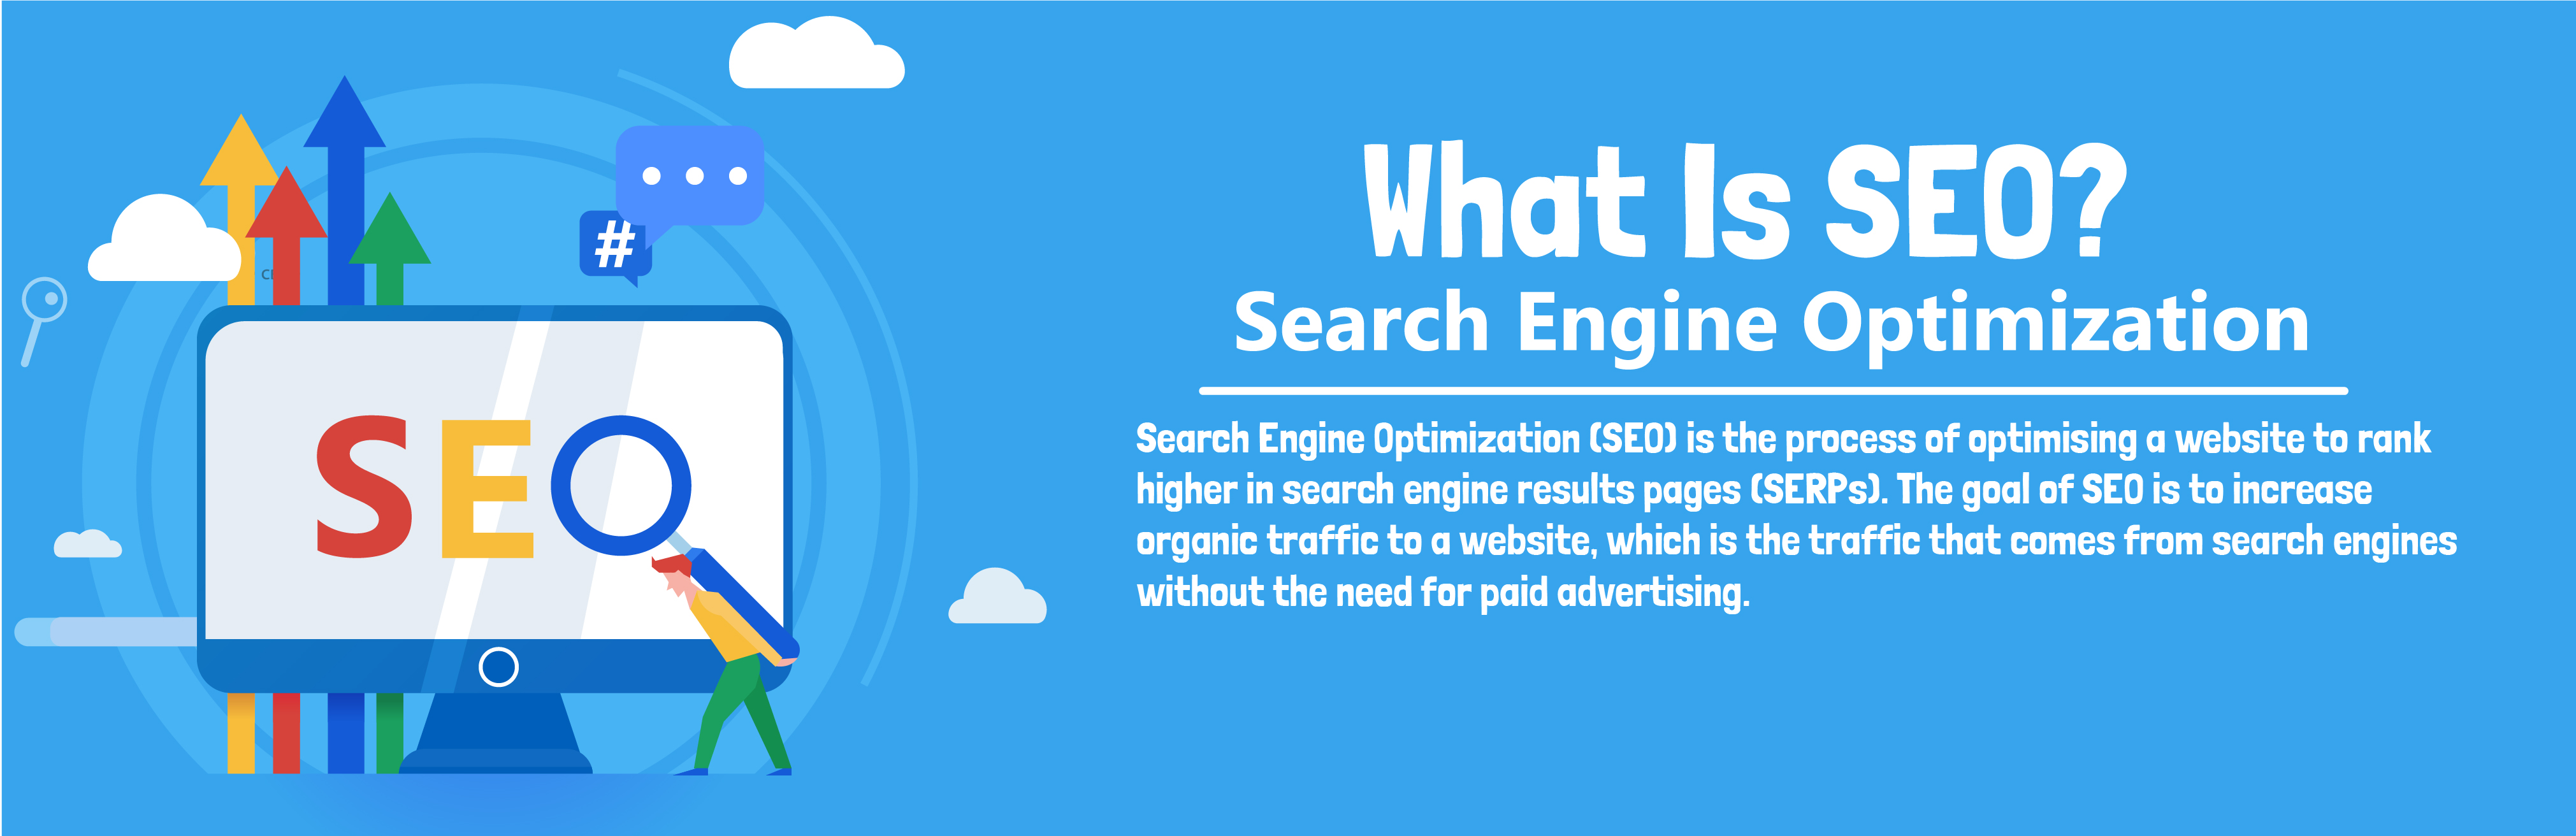 What Is SEO?
Search Engine Optimization
Search Engine Optimization (SEO) is the process of optimising a website to rank
higher in search engine results pages (SERPs). The goal of SEO is to increase
organic traffic to a website, which is the traffic that comes from search engines
without the need for paid advertising.
#
SEO